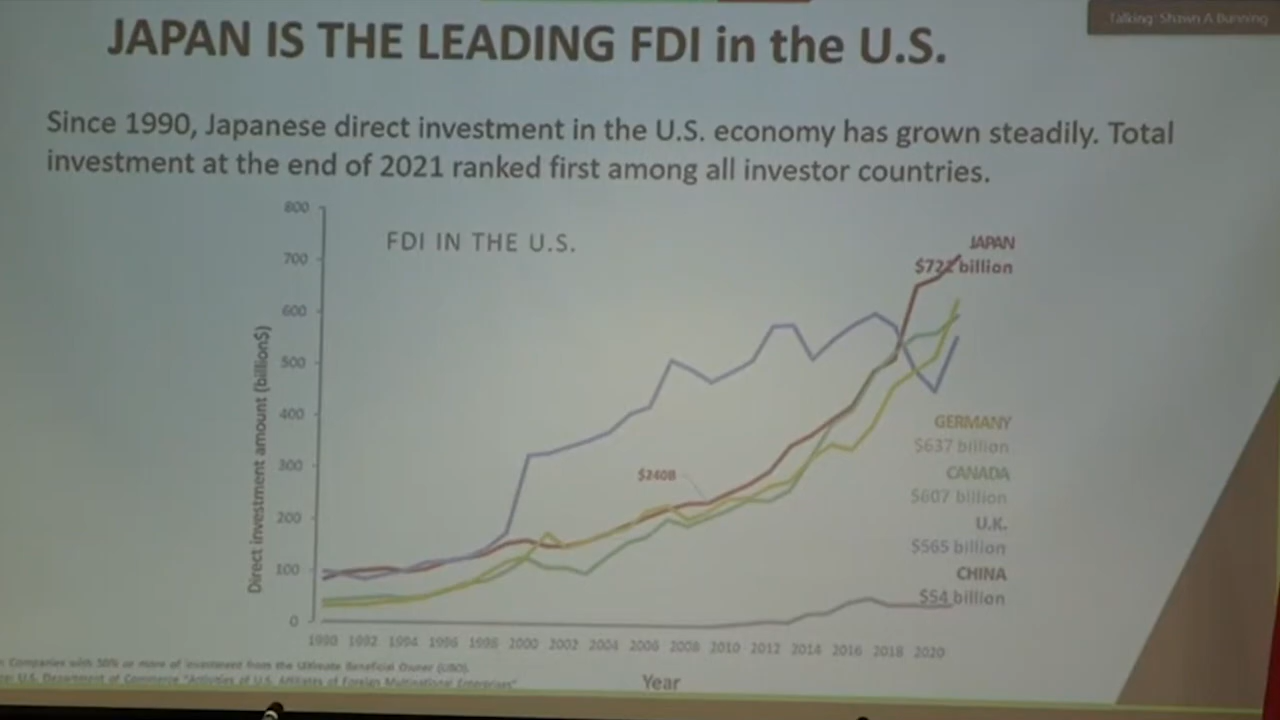 Talking: Shawn A Bunning
JAPAN IS THE LEADING FDI in the U.S.
Since 1990, Japanese direct investment in the U.S. economy has grown steadily. Total
investment at the end of 2021 ranked first among all investor countries.
FDI IN THE U.S.
Direct investment amount (billion$)
800
700
600
500
400
300
200
100
0
JAPAN
$721 billion
$240B
GERMANY
$637 billion
CANADA
$607 billion
U.K.
$565 billion
CHINA
$54 billion
1990 1992 1994 1996 1998 2000 2002 2004 2006 2008 2010 2012 2014 2016 2018 2020
Year
Companies with 50% or more of investment from the Ultimate Beneficial Owner (UBO).
U.S. Department of Commerce "Activities of U.S. Affiliates of Foreign Multinational Enterprises"